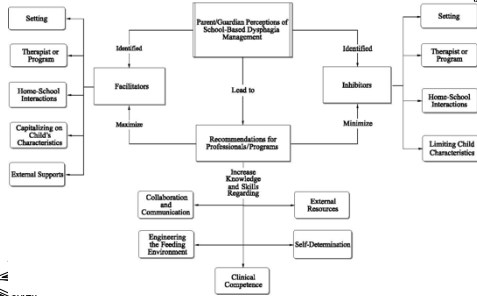 Setting
Therapist or
Program
Home-School
Interactions
Capitalizing on
Child's
Characteristics
External Supports
Identified
Facilitators
Maximize
Parent/Guardian Perceptions of
School-Based Dysphagia
Management
Lead to
Recommendations for
Professionals/Programs
Identified
Inhibitors
Minimize
Setting
Therapist or
Program
Home-School
Interactions
Limiting Child
Characteristics
Increase
Knowledge
and Skills
Regarding
Collaboration
and
Communication
External
Resources
Engineering
the Feeding
Environment
Self-Determination
Clinical
Competence